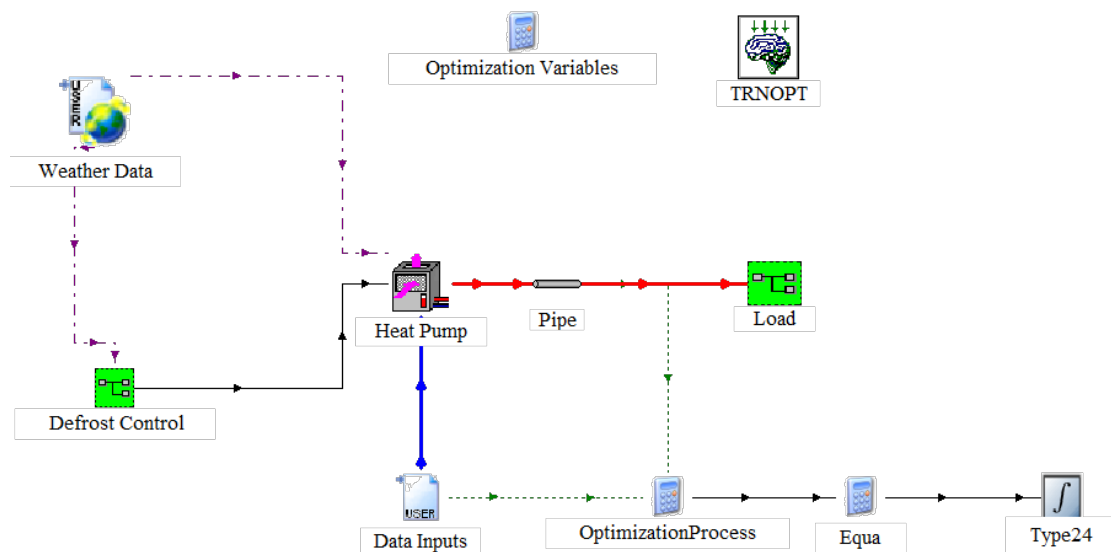 Optimization Variables
TRNOPT
USER
Weather Data
Heat Pump
Pipe
Load
Defrost Control
USER
Data Inputs
OptimizationProcess
Equa
Type24